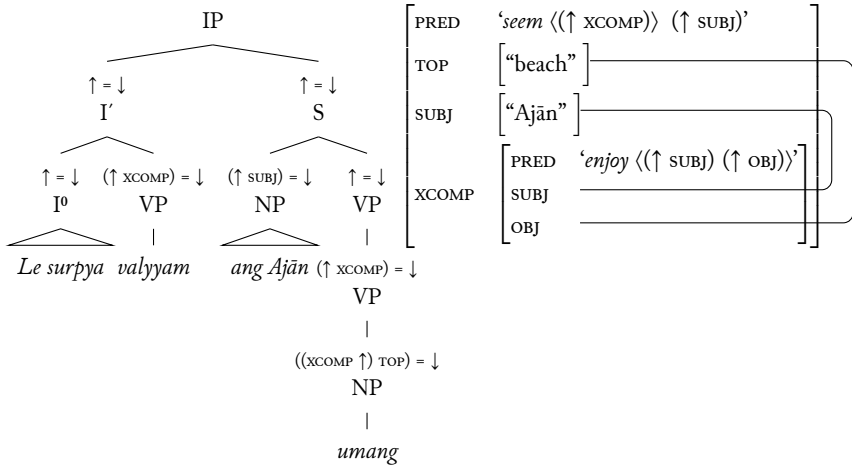 IP
↑ = ↓ ↑ = ↓
I′ S
↑ = ↓ (↑ XCOMP) = ↓ (↑ SUBJ) = ↓ ↑ = ↓
I⁰ VP NP VP
Le surpya valyyam ang Ajān (↑ XCOMP) = ↓
VP
((XCOMP ↑) TOP) = ↓
NP
umang
PRED ‘seem ⟨(↑ XCOMP)⟩ (↑ SUBJ)’
TOP [“beach”]
SUBJ [“Ajān”]
XCOMP
PRED ‘enjoy ⟨(↑ SUBJ) (↑ OBJ)⟩’
SUBJ
OBJ